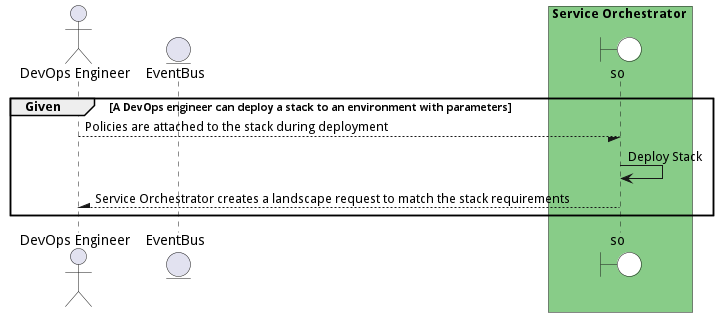 Service Orchestrator
DevOps Engineer
EventBus
so
Given
[A DevOps engineer can deploy a stack to an environment with parameters]
Policies are attached to the stack during deployment
Deploy Stack
Service Orchestrator creates a landscape request to match the stack requirements
DevOps Engineer
EventBus
so